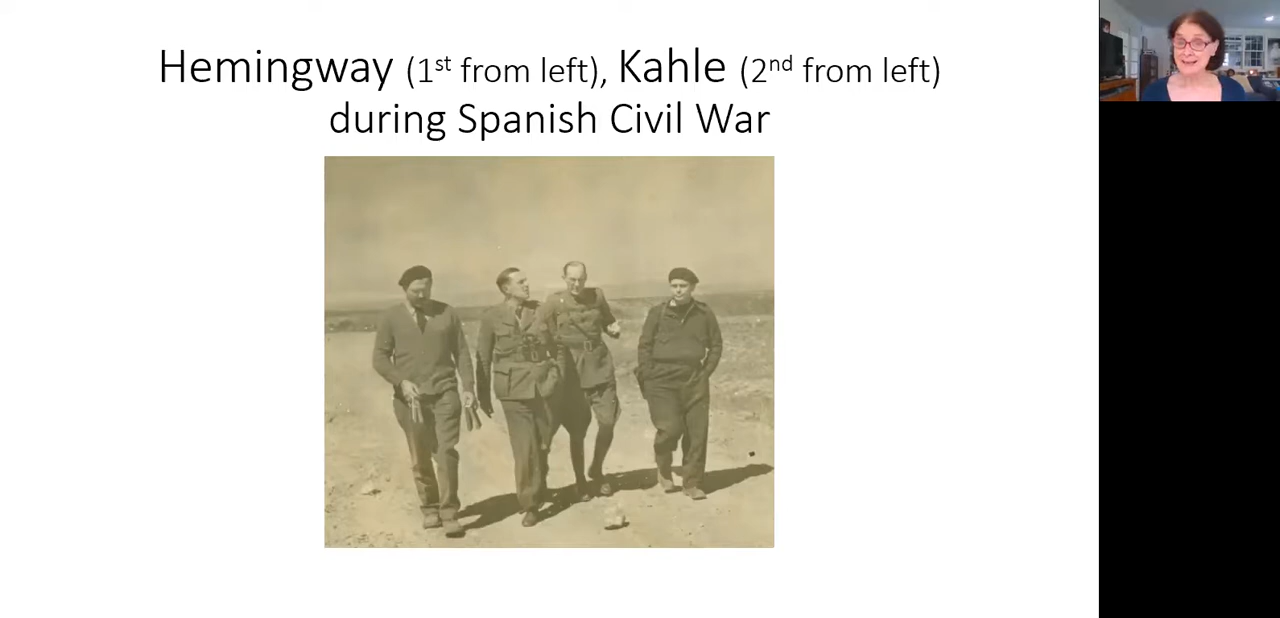 Hemingway (1st from left), Kahle (2nd from left)
during Spanish Civil War